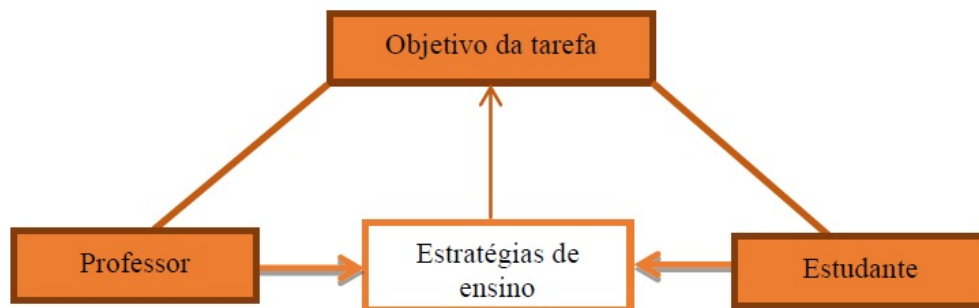 Objetivo da tarefa
Professor
Estratégias de
ensino
Estudante